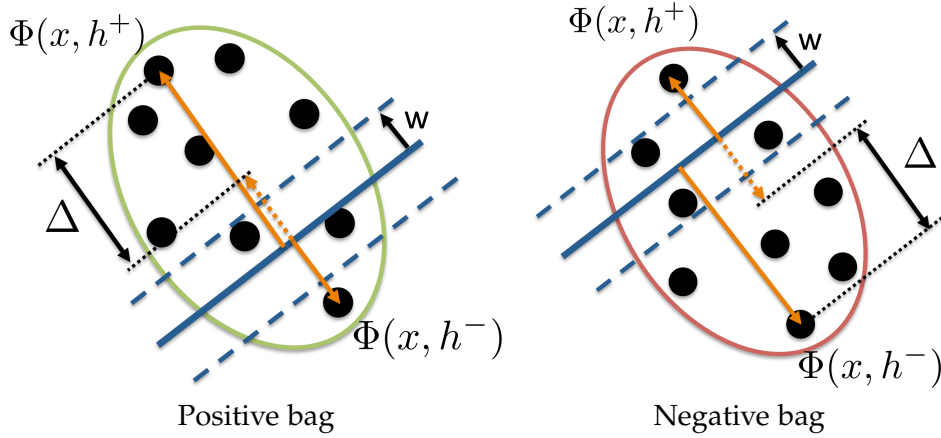 Φ(x, h⁺)
w
Δ
Φ(x, h⁻)
Positive bag
Φ(x, h⁺)
w
Δ
Φ(x, h⁻)
Negative bag